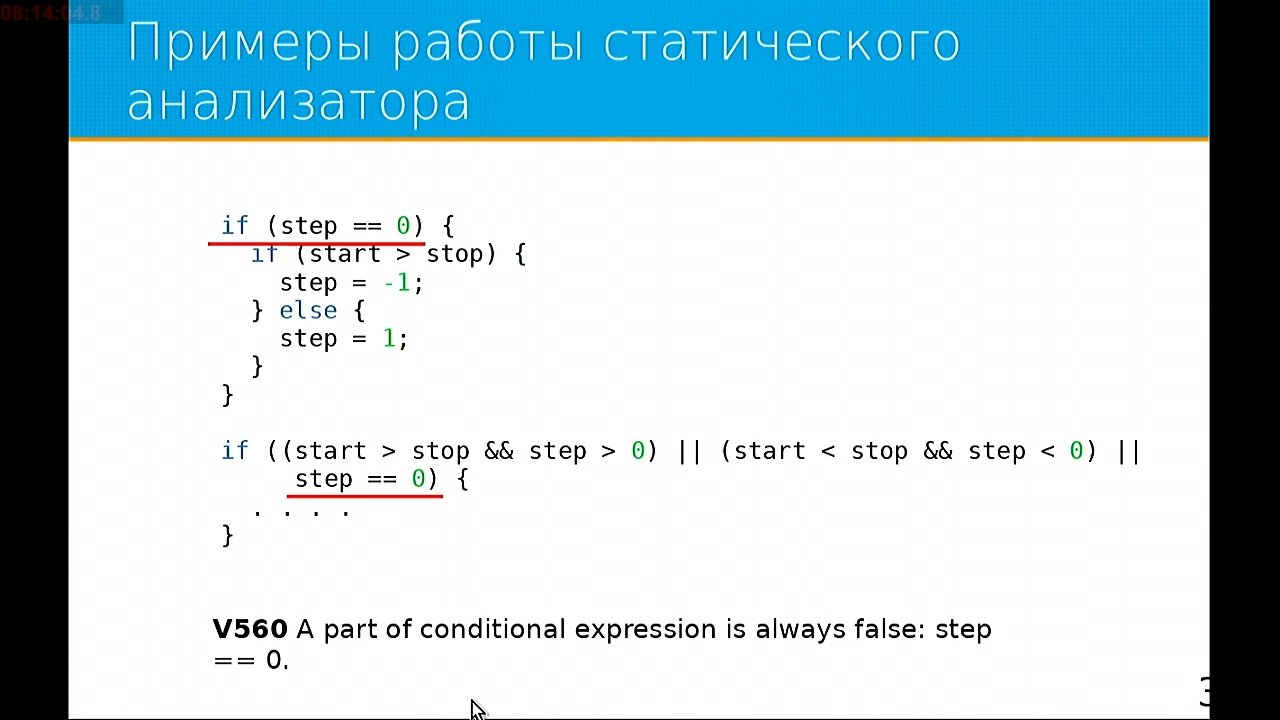 08:14:04.8
Примеры работы статического
анализатора
if (step == 0) {
if (start > stop) {
step = -1;
} else {
step = 1;
}
}
if ((start > stop && step > 0) || (start < stop && step < 0) ||
step == 0) {
. . . .
}
V560 A part of conditional expression is always false: step
== 0.
3